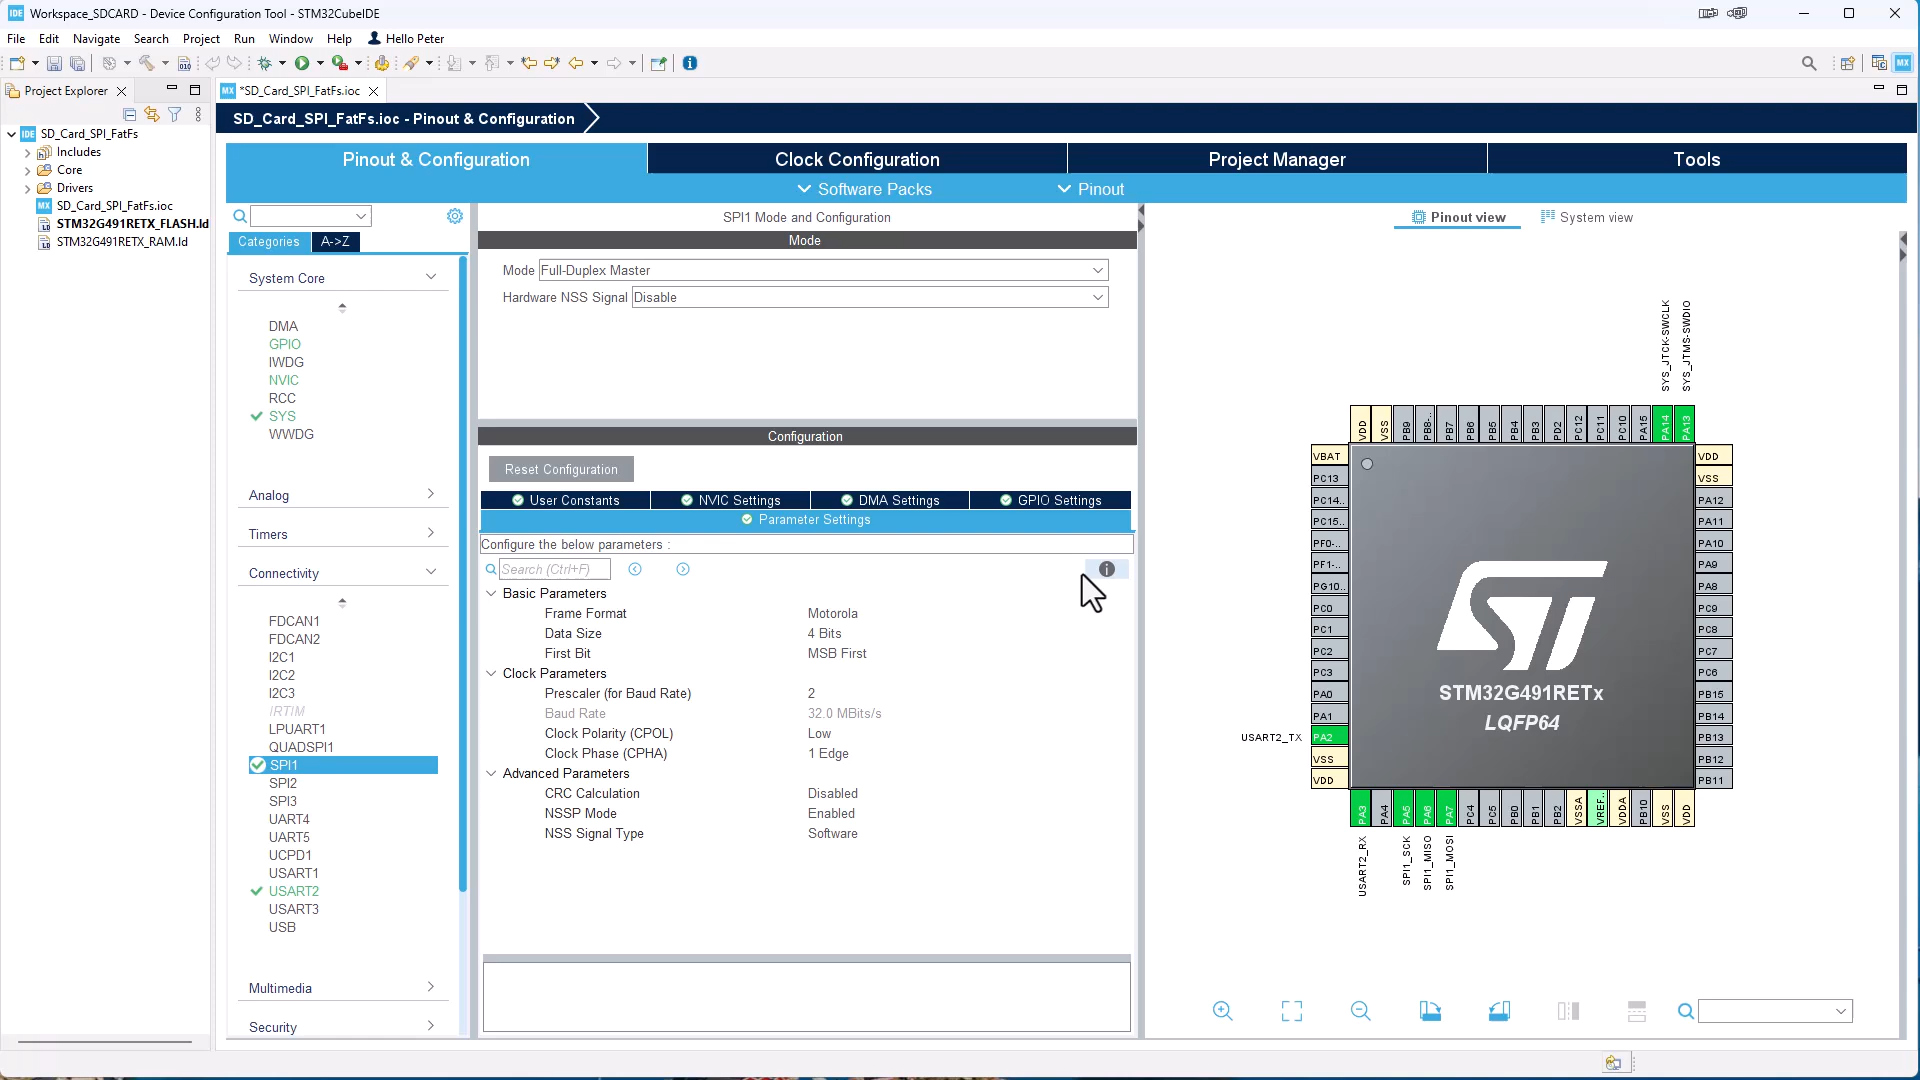 IDE Workspace_SDCARD - Device Configuration Tool - STM32CubeIDE
File Edit Navigate Search Project Run Window Help Hello Peter
Project Explorer
IDE SD_Card_SPI_FatFs
Includes
Core
Drivers
MX SD_Card_SPI_FatFs.ioc
STM32G491RETX_FLASH.ld
STM32G491RETX_RAM.ld
MX *SD_Card_SPI_FatFs.ioc
SD_Card_SPI_FatFs.ioc - Pinout & Configuration
Pinout & Configuration
Clock Configuration
Project Manager
Tools
Software Packs
Pinout
Categories
A->Z
System Core
DMA
GPIO
IWDG
NVIC
RCC
SYS
WWDG
Analog
Timers
Connectivity
FDCAN1
FDCAN2
I2C1
I2C2
I2C3
IRTIM
LPUART1
QUADSPI1
SPI1
SPI2
SPI3
UART4
UART5
UCPD1
USART1
USART2
USART3
USB
Multimedia
Security
SPI1 Mode and Configuration
Mode
Mode Full-Duplex Master
Hardware NSS Signal Disable
Configuration
Reset Configuration
User Constants
NVIC Settings
DMA Settings
GPIO Settings
Parameter Settings
Configure the below parameters :
Search (Ctrl+F)
Basic Parameters
Frame Format Motorola
Data Size 4 Bits
First Bit MSB First
Clock Parameters
Prescaler (for Baud Rate) 2
Baud Rate 32.0 MBits/s
Clock Polarity (CPOL) Low
Clock Phase (CPHA) 1 Edge
Advanced Parameters
CRC Calculation Disabled
NSSP Mode Enabled
NSS Signal Type Software
Pinout view
System view
SYS_JTCK-SWCLK
SYS_JTMS-SWDIO
VDD
VSS
PB9
PB8-..
PB7
PB6
PB5
PB4
PB3
PD2
PC12
PC11
PC10
PA15
PA14
PA13
VBAT
PC13
PC14..
PC15..
PF0-..
PF1-..
PG10..
PC0
PC1
PC2
PC3
PA0
PA1
USART2_TX PA2
VSS
VDD
VDD
VSS
PA12
PA11
PA10
PA9
PA8
PC9
PC8
PC7
PC6
PB15
PB14
PB13
PB12
PB11
ST
STM32G491RETx
LQFP64
PA3
PA4
PA5
PA6
PA7
PC4
PC5
PB0
PB1
PB2
VSSA
VREF..
VDDA
PB10
VSS
VDD
USART2_RX
SPI1_SCK
SPI1_MISO
SPI1_MOSI